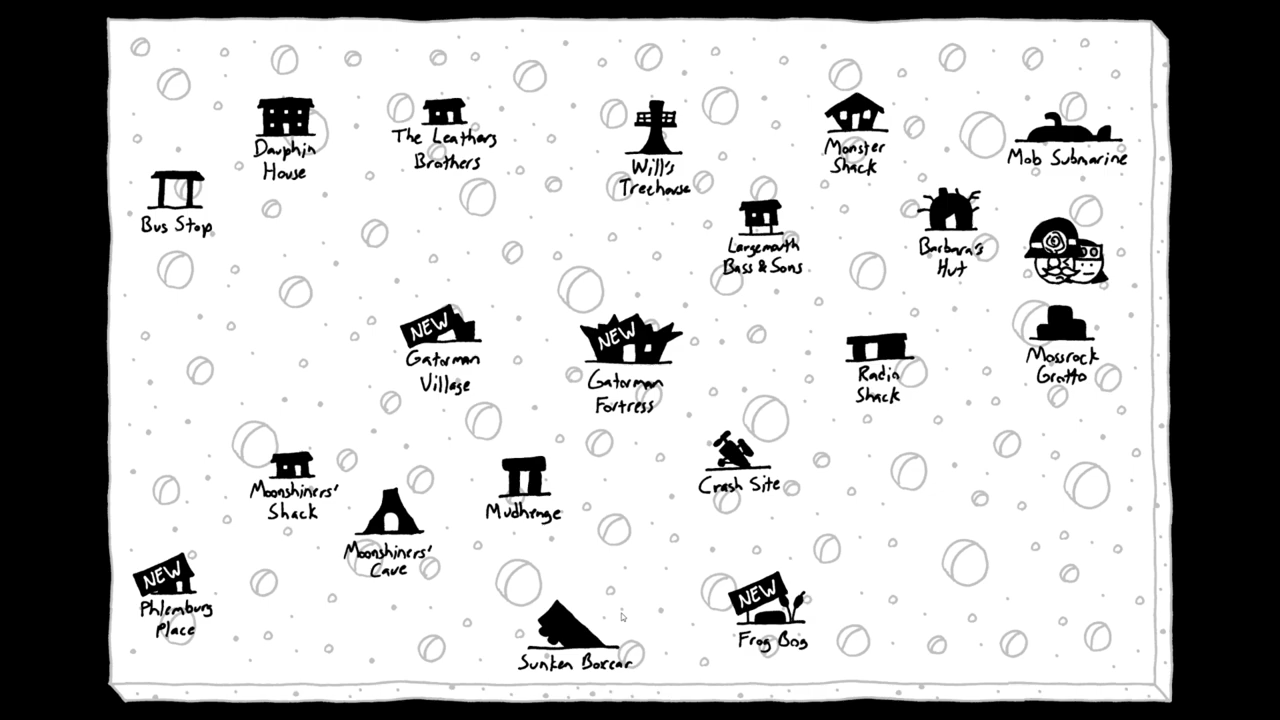 Dauphin
House
The Leathers
Brothers
Will's
Treehouse
Monster
Shack
Mob Submarine
Bus Stop
Largemouth
Bass & Sons
Barbara's
Hut
NEW
Gatorman
Village
NEW
Gatorman
Fortress
Radio
Shack
Mossrock
Grotto
Moonshiners'
Shack
Moonshiners'
Cave
Mudhenge
Crash Site
NEW
Phlemburg
Place
Sunken Boxcar
NEW
Frog Bog